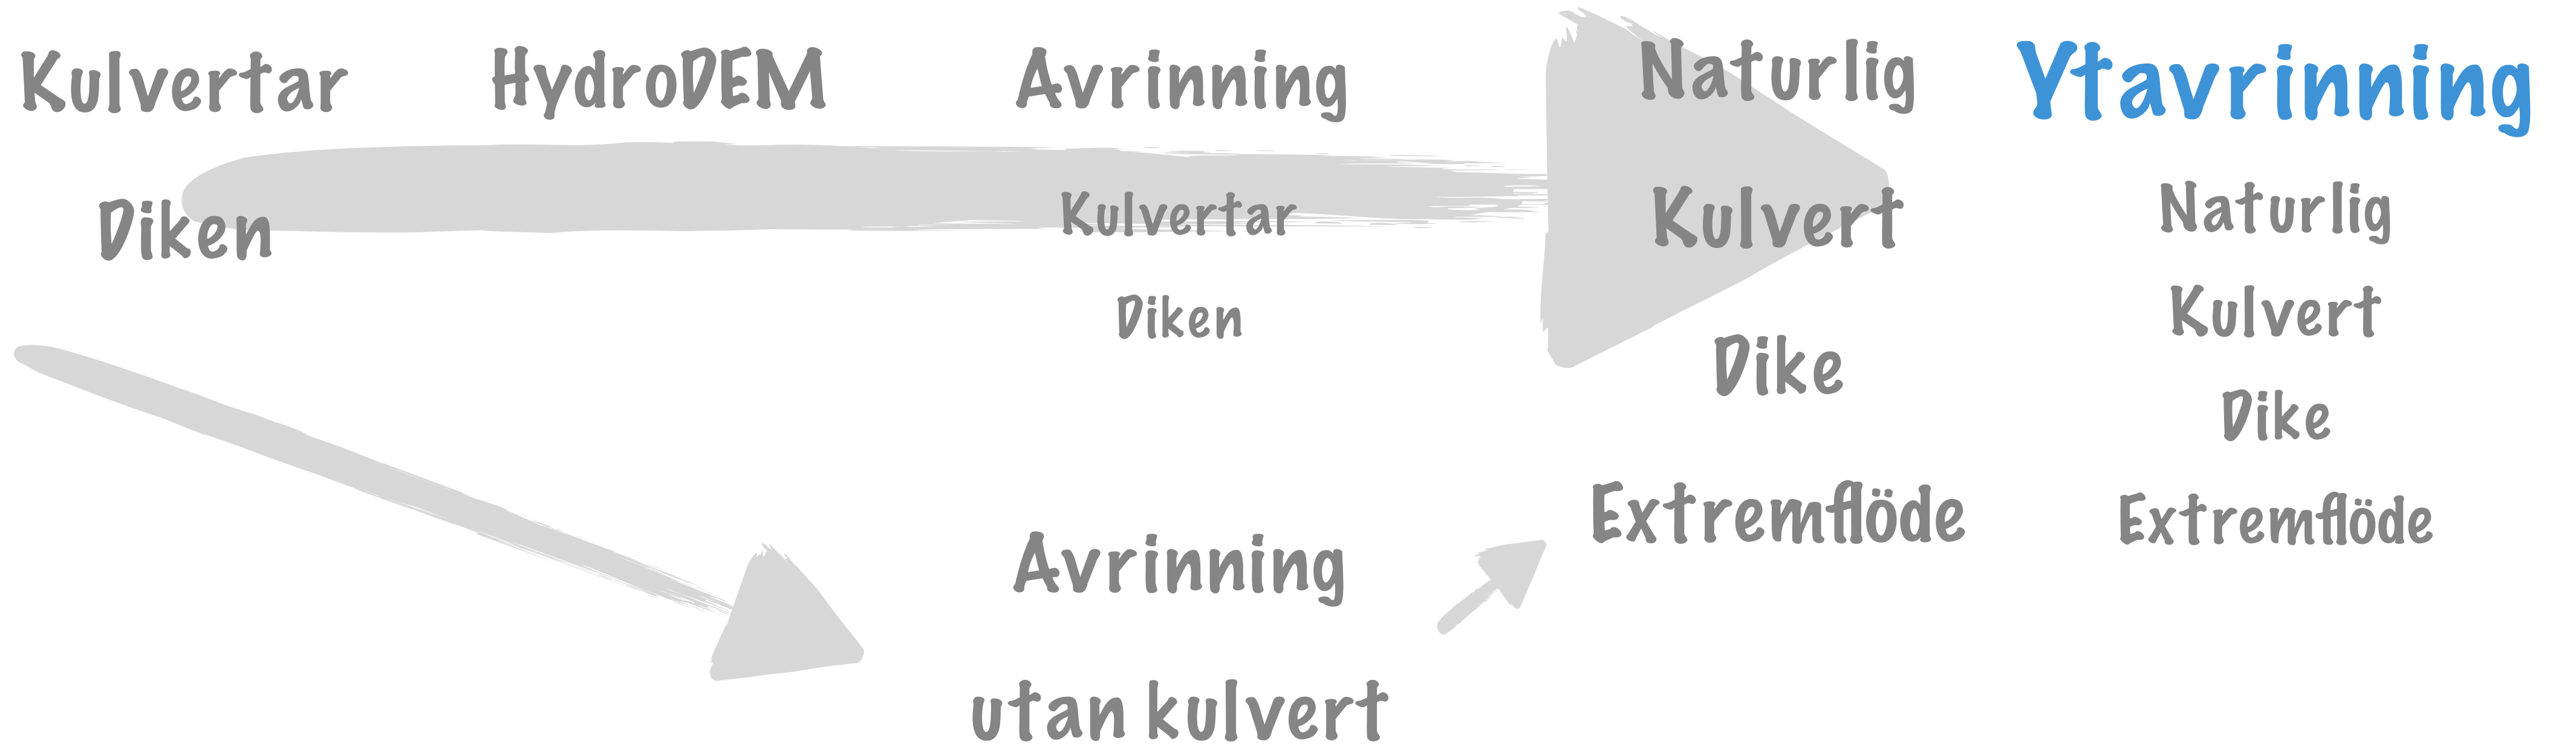 Kulvertar
Diken
HydroDEM
Avrinning
Kulvertar
Diken
Avrinning
utan kulvert
Naturlig
Kulvert
Dike
Extremflöde
Ytavrinning
Naturlig
Kulvert
Dike
Extremflöde